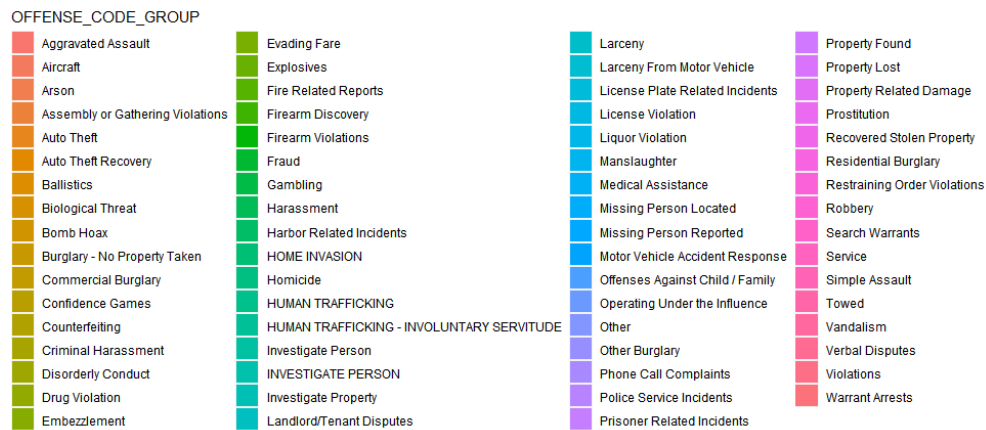 OFFENSE_CODE_GROUP
Aggravated Assault
Aircraft
Arson
Assembly or Gathering Violations
Auto Theft
Auto Theft Recovery
Ballistics
Biological Threat
Bomb Hoax
Burglary - No Property Taken
Commercial Burglary
Confidence Games
Counterfeiting
Criminal Harassment
Disorderly Conduct
Drug Violation
Embezzlement
Evading Fare
Explosives
Fire Related Reports
Firearm Discovery
Firearm Violations
Fraud
Gambling
Harassment
Harbor Related Incidents
HOME INVASION
Homicide
HUMAN TRAFFICKING
HUMAN TRAFFICKING - INVOLUNTARY SERVITUDE
Investigate Person
INVESTIGATE PERSON
Investigate Property
Landlord/Tenant Disputes
Larceny
Larceny From Motor Vehicle
License Plate Related Incidents
License Violation
Liquor Violation
Manslaughter
Medical Assistance
Missing Person Located
Missing Person Reported
Motor Vehicle Accident Response
Offenses Against Child / Family
Operating Under the Influence
Other
Other Burglary
Phone Call Complaints
Police Service Incidents
Prisoner Related Incidents
Property Found
Property Lost
Property Related Damage
Prostitution
Recovered Stolen Property
Residential Burglary
Restraining Order Violations
Robbery
Search Warrants
Service
Simple Assault
Towed
Vandalism
Verbal Disputes
Violations
Warrant Arrests